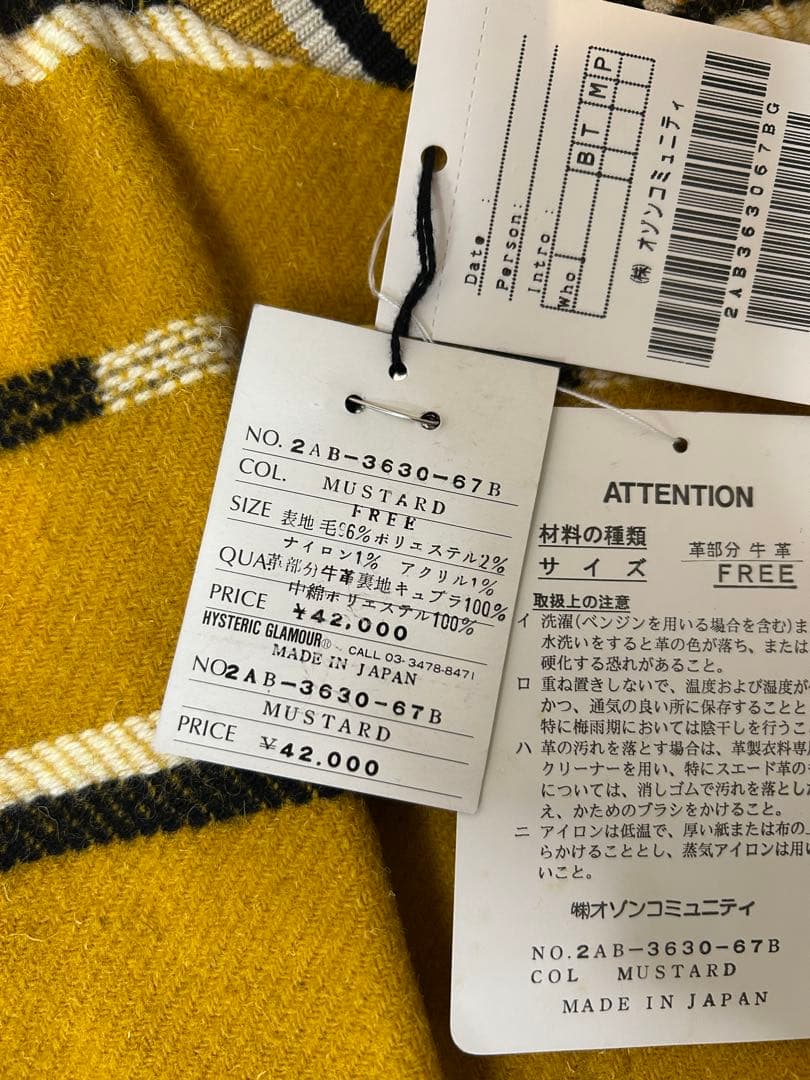 NO. 2AB-3630-67B
COL. MUSTARD
SIZE FREE
表地 毛96%ポリエステル2%
ナイロン1% アクリル1%
QUA. 革部分牛革裏地キュプラ100%
中綿ポリエステル100%
PRICE ¥42,000
HYSTERIC GLAMOUR® CALL 03-3478-8471
MADE IN JAPAN
NO. 2AB-3630-67B
MUSTARD
PRICE ¥42,000
Date :
Person:
Intro :
Who
BT MP
㈱ オゾンコミュニティ
2AB363067BG
ATTENTION
材料の種類 革部分 牛 革
サイズ FREE
取扱上の注意
イ 洗濯(ベンジンを用いる場合を含む)ま
水洗いをすると革の色が落ち、または
硬化する恐れがあること。
ロ 重ね置きしないで、温度および湿度が
かつ、通気の良い所に保存することと
特に梅雨期においては陰干しを行うこ
ハ 革の汚れを落とす場合は、革製衣料専
クリーナーを用い、特にスエード革の
については、消しゴムで汚れを落とした
え、かためのブラシをかけること。
ニ アイロンは低温で、厚い紙または布の上
らかけることとし、蒸気アイロンは用い
いこと。
㈱オゾンコミュニティ
NO. 2AB-3630-67B
COL MUSTARD
MADE IN JAPAN